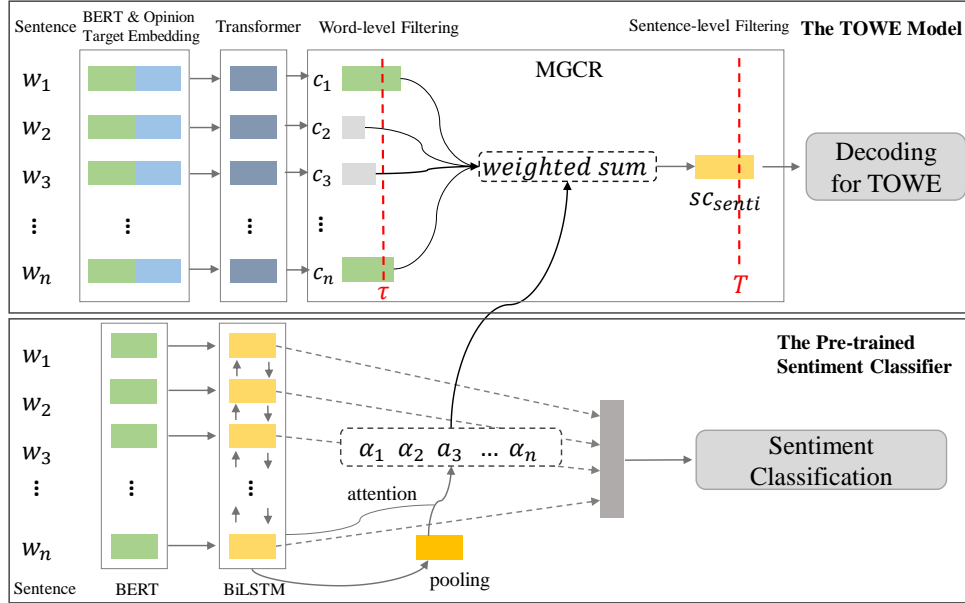 Sentence
BERT & Opinion
Target Embedding
Transformer
Word-level Filtering
Sentence-level Filtering
The TOWE Model
w₁
c₁
MGCR
w₂
c₂
w₃
c₃
weighted sum
Decoding
for TOWE
sc_senti
⋮ ⋮ ⋮ ⋮
wₙ
cₙ
τ
T
The Pre-trained
Sentiment Classifier
w₁
w₂
w₃
α₁ α₂ a₃ … αₙ
Sentiment
Classification
⋮ ⋮ ⋮
attention
wₙ
pooling
Sentence
BERT
BiLSTM